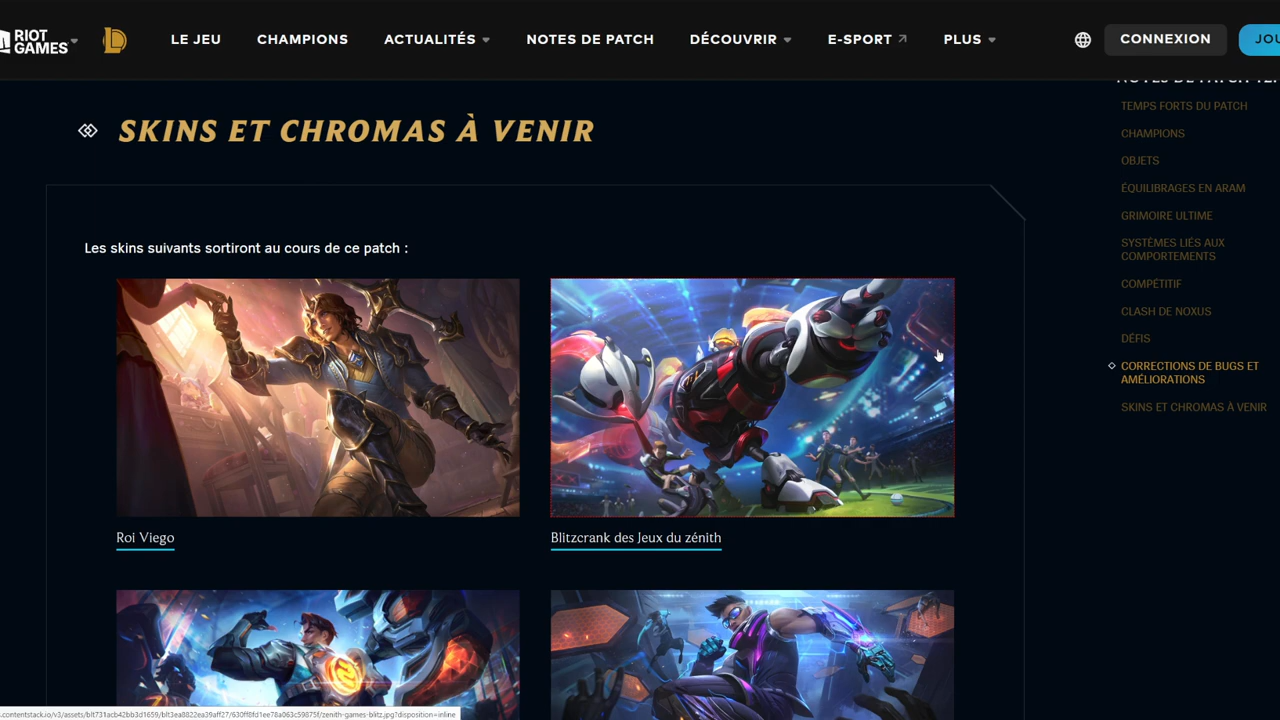 RIOT GAMES
LE JEU
CHAMPIONS
ACTUALITÉS
NOTES DE PATCH
DÉCOUVRIR
E-SPORT
PLUS
CONNEXION
SKINS ET CHROMAS À VENIR
Les skins suivants sortiront au cours de ce patch :
Roi Viego
Blitzcrank des Jeux du zénith
TEMPS FORTS DU PATCH
CHAMPIONS
OBJETS
ÉQUILIBRAGES EN ARAM
GRIMOIRE ULTIME
SYSTÈMES LIÉS AUX
COMPORTEMENTS
COMPÉTITIF
CLASH DE NOXUS
DÉFIS
CORRECTIONS DE BUGS ET
AMÉLIORATIONS
SKINS ET CHROMAS À VENIR